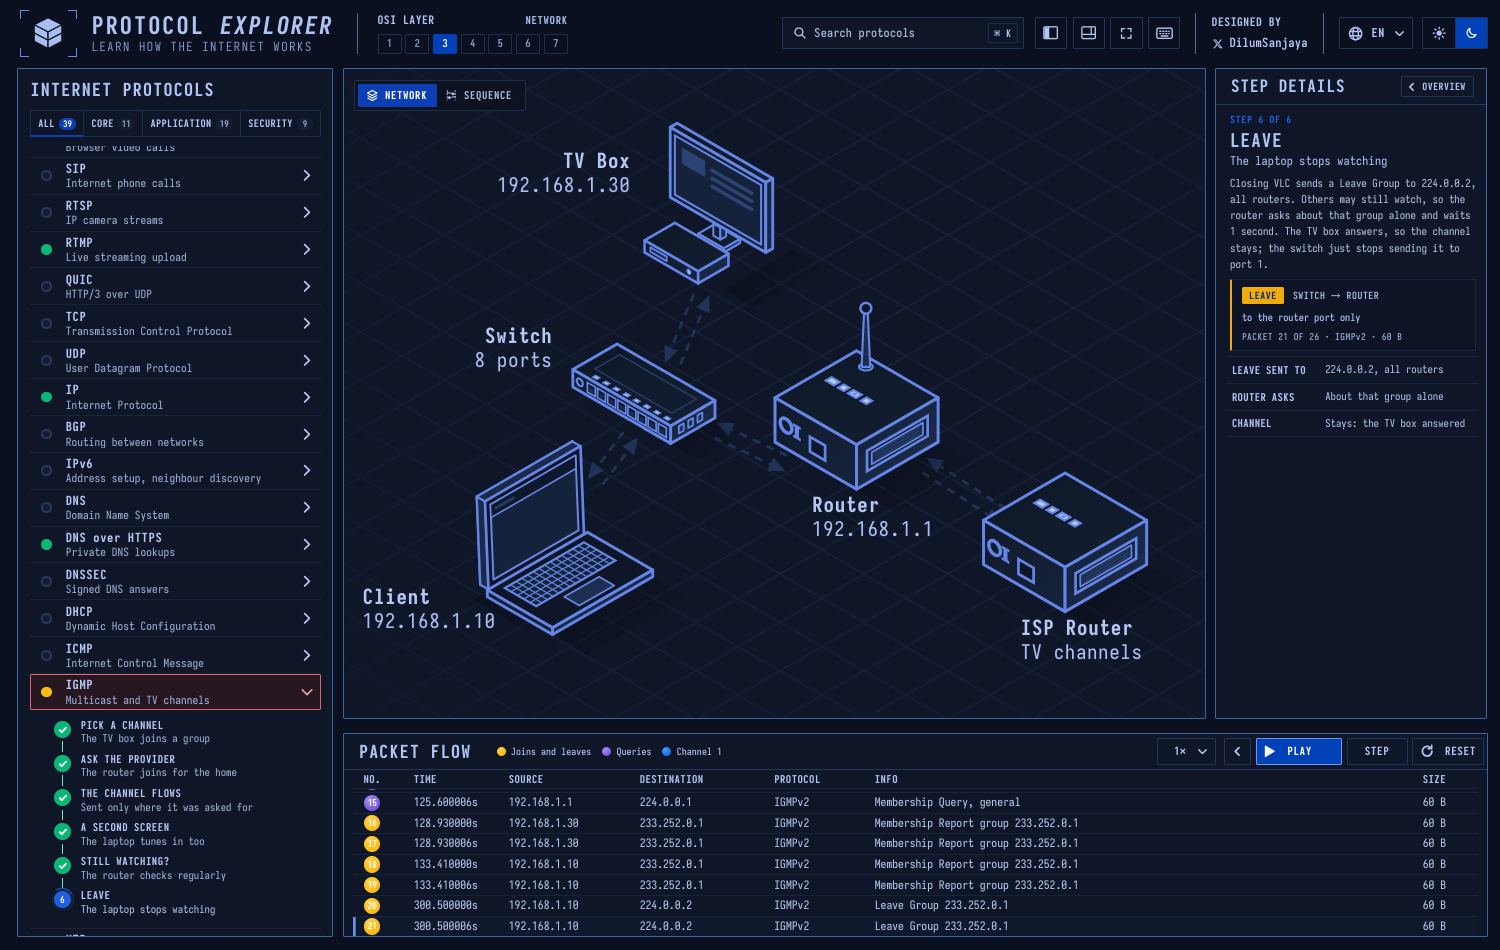 PROTOCOL EXPLORER
LEARN HOW THE INTERNET WORKS
OSI LAYER NETWORK
1 2 3 4 5 6 7
Search protocols ⌘ K
DESIGNED BY
DilumSanjaya
EN
INTERNET PROTOCOLS
ALL 39 CORE 11 APPLICATION 19 SECURITY 9
Browser video calls
SIP
Internet phone calls
RTSP
IP camera streams
RTMP
Live streaming upload
QUIC
HTTP/3 over UDP
TCP
Transmission Control Protocol
UDP
User Datagram Protocol
IP
Internet Protocol
BGP
Routing between networks
IPv6
Address setup, neighbour discovery
DNS
Domain Name System
DNS over HTTPS
Private DNS lookups
DNSSEC
Signed DNS answers
DHCP
Dynamic Host Configuration
ICMP
Internet Control Message
IGMP
Multicast and TV channels
PICK A CHANNEL
The TV box joins a group
ASK THE PROVIDER
The router joins for the home
THE CHANNEL FLOWS
Sent only where it was asked for
A SECOND SCREEN
The laptop tunes in too
STILL WATCHING?
The router checks regularly
6 LEAVE
The laptop stops watching
NETWORK SEQUENCE
TV Box
192.168.1.30
Switch
8 ports
Router
192.168.1.1
Client
192.168.1.10
ISP Router
TV channels
STEP DETAILS OVERVIEW
STEP 6 OF 6
LEAVE
The laptop stops watching
Closing VLC sends a Leave Group to 224.0.0.2,
all routers. Others may still watch, so the
router asks about that group alone and waits
1 second. The TV box answers, so the channel
stays; the switch just stops sending it to
port 1.
LEAVE SWITCH → ROUTER
to the router port only
PACKET 21 OF 26 · IGMPv2 · 60 B
LEAVE SENT TO 224.0.0.2, all routers
ROUTER ASKS About that group alone
CHANNEL Stays: the TV box answered
PACKET FLOW Joins and leaves Queries Channel 1 1× PLAY STEP RESET
NO. TIME SOURCE DESTINATION PROTOCOL INFO SIZE
15 125.600006s 192.168.1.1 224.0.0.1 IGMPv2 Membership Query, general 60 B
16 128.930000s 192.168.1.30 233.252.0.1 IGMPv2 Membership Report group 233.252.0.1 60 B
17 128.930006s 192.168.1.30 233.252.0.1 IGMPv2 Membership Report group 233.252.0.1 60 B
18 133.410000s 192.168.1.10 233.252.0.1 IGMPv2 Membership Report group 233.252.0.1 60 B
19 133.410006s 192.168.1.10 233.252.0.1 IGMPv2 Membership Report group 233.252.0.1 60 B
20 300.500000s 192.168.1.10 224.0.0.2 IGMPv2 Leave Group 233.252.0.1 60 B
21 300.500006s 192.168.1.10 224.0.0.2 IGMPv2 Leave Group 233.252.0.1 60 B